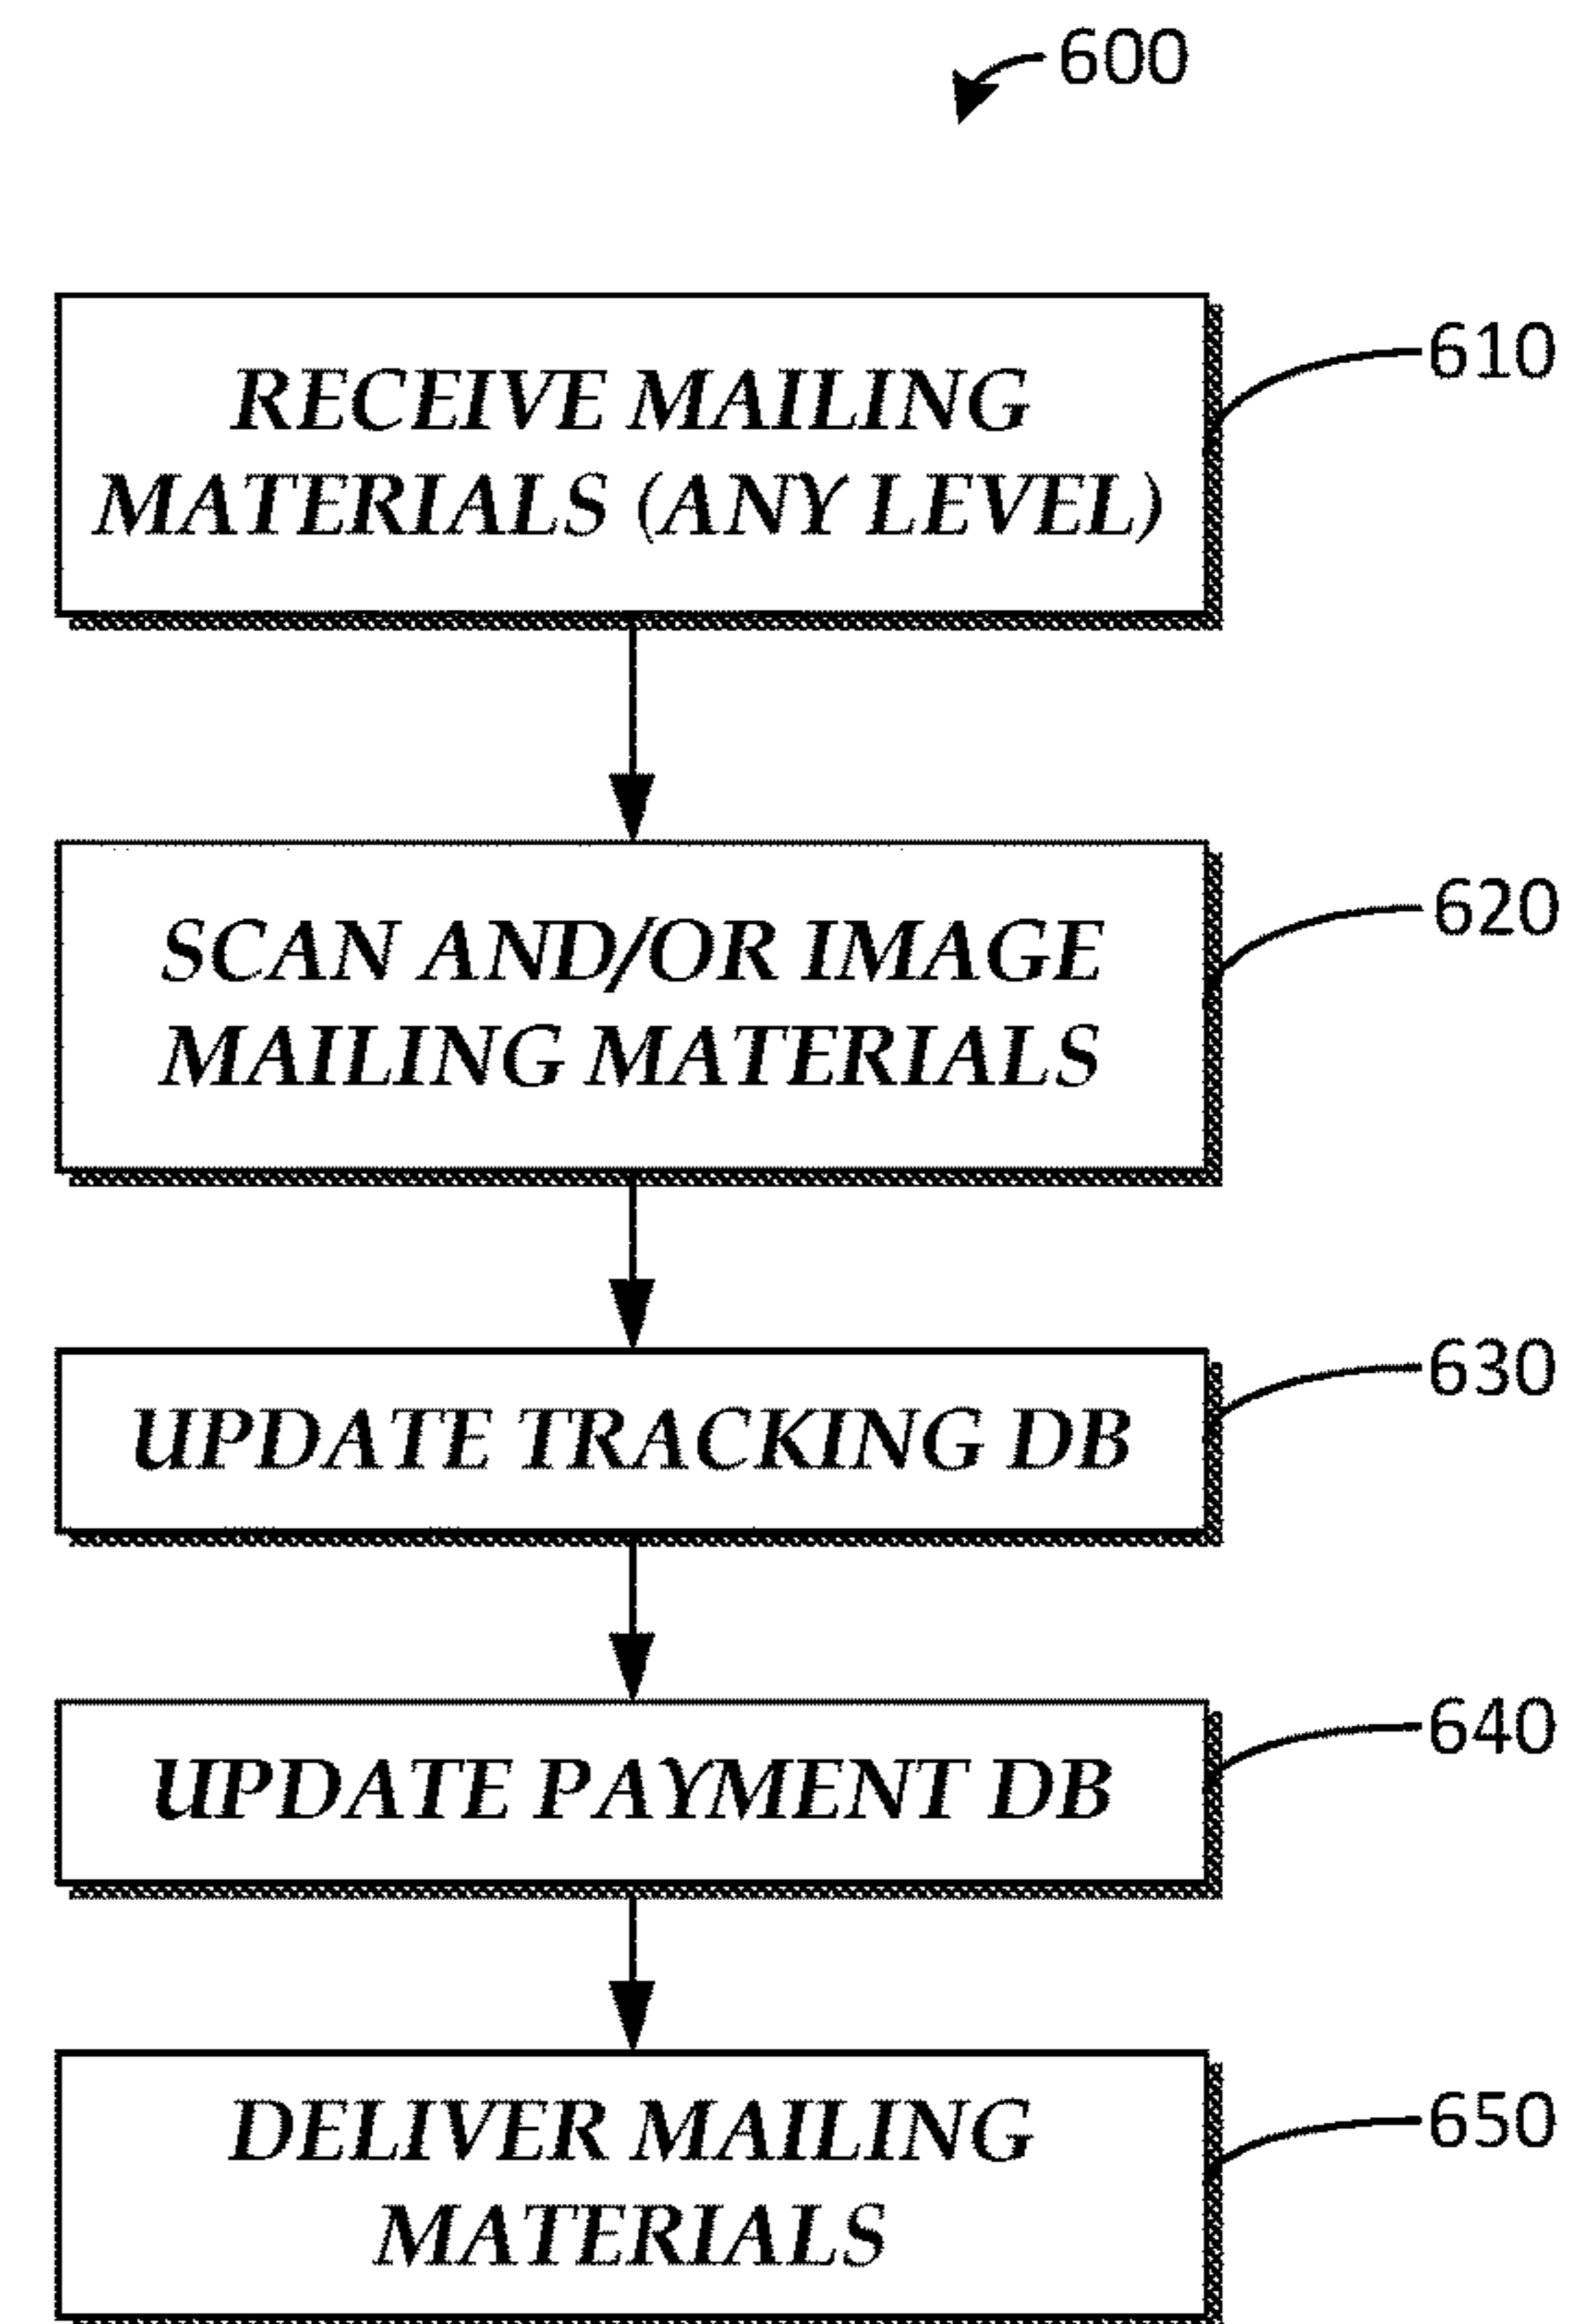 600
RECEIVE MAILING
MATERIALS (ANY LEVEL)
610
SCAN AND/OR IMAGE
MAILING MATERIALS
620
UPDATE TRACKING DB
630
UPDATE PAYMENT DB
640
DELIVER MAILING
MATERIALS
650